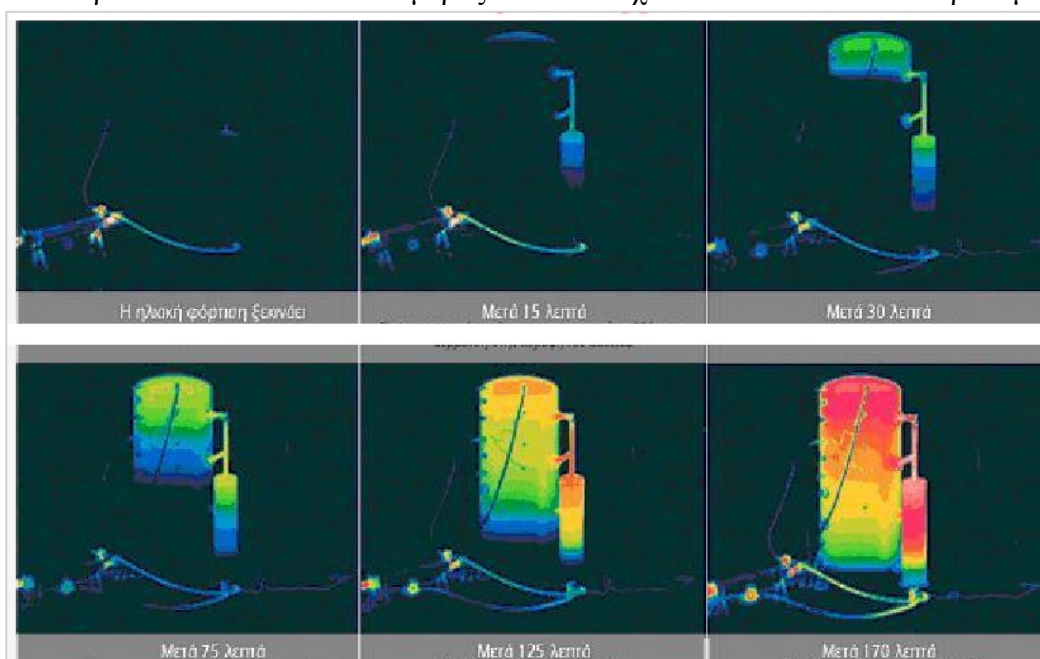 Η ηλιακή φόρτιση ξεκινάει
Μετά 15 λεπτά
Μετά 30 λεπτά
Μετά 75 λεπτά
Μετά 125 λεπτά
Μετά 170 λεπτά